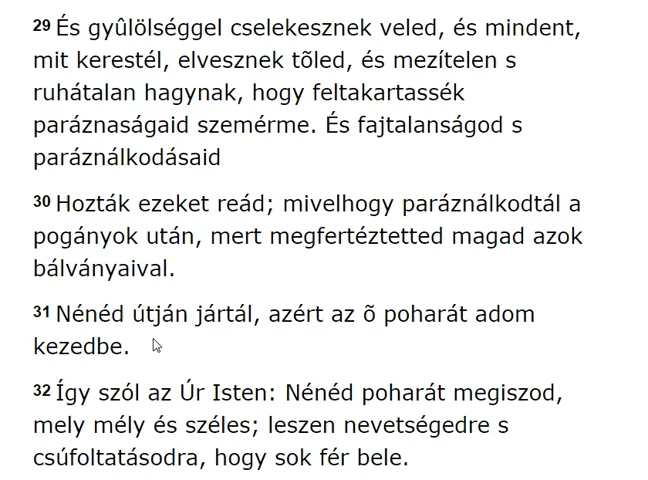 29 És gyûlölséggel cselekesznek veled, és mindent,
mit kerestél, elvesznek tõled, és mezítelen s
ruhátalan hagynak, hogy feltakartassék
paráznaságaid szemérme. És fajtalanságod s
paráználkodásaid
30 Hozták ezeket reád; mivelhogy paráználkodtál a
pogányok után, mert megfertéztetted magad azok
bálványaival.
31 Nénéd útján jártál, azért az õ poharát adom
kezedbe.
32 Így szól az Úr Isten: Nénéd poharát megiszod,
mely mély és széles; leszen nevetségedre s
csúfoltatásodra, hogy sok fér bele.